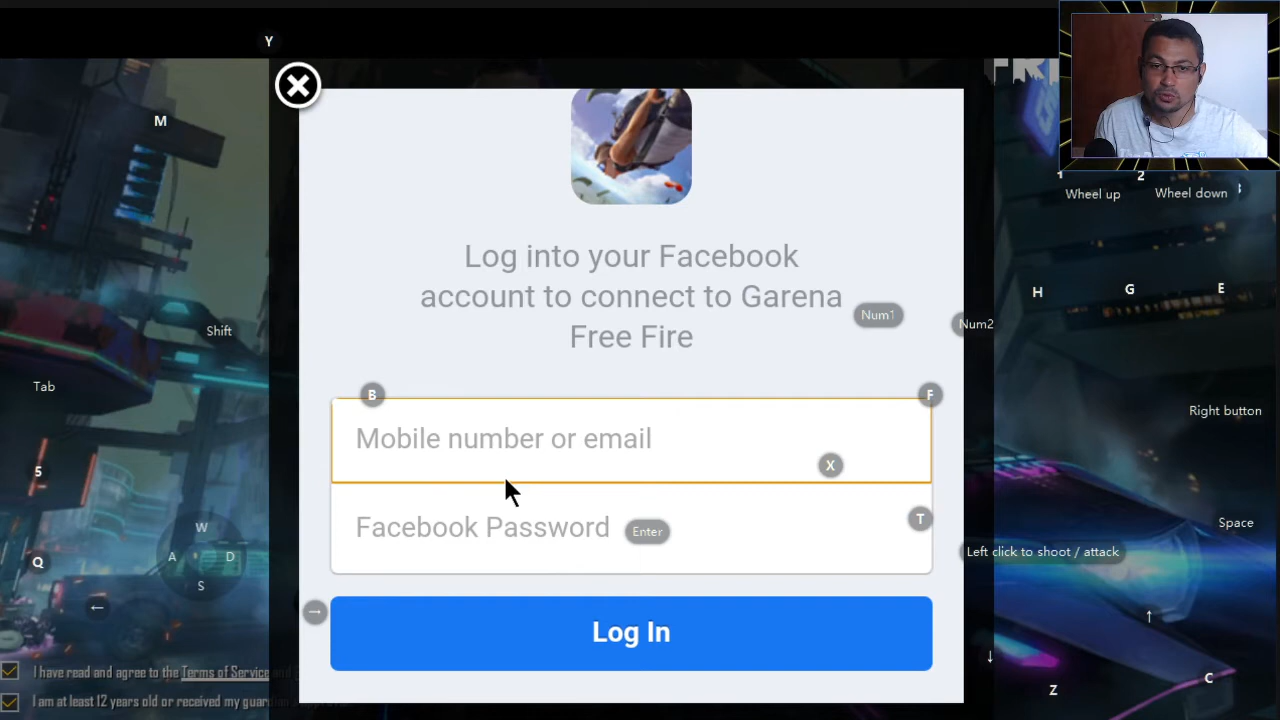 Y
M
1
2
3
Wheel up
Wheel down
Log into your Facebook
account to connect to Garena
Free Fire
Num1
Num2
H
G
E
Shift
Tab
B
F
Right button
Mobile number or email
X
5
W
A
D
S
Facebook Password
Enter
T
Space
Q
Left click to shoot / attack
←
→
Log In
↑
↓
I have read and agree to the Terms of Service
Z
C
I am at least 12 years old or received my guardian